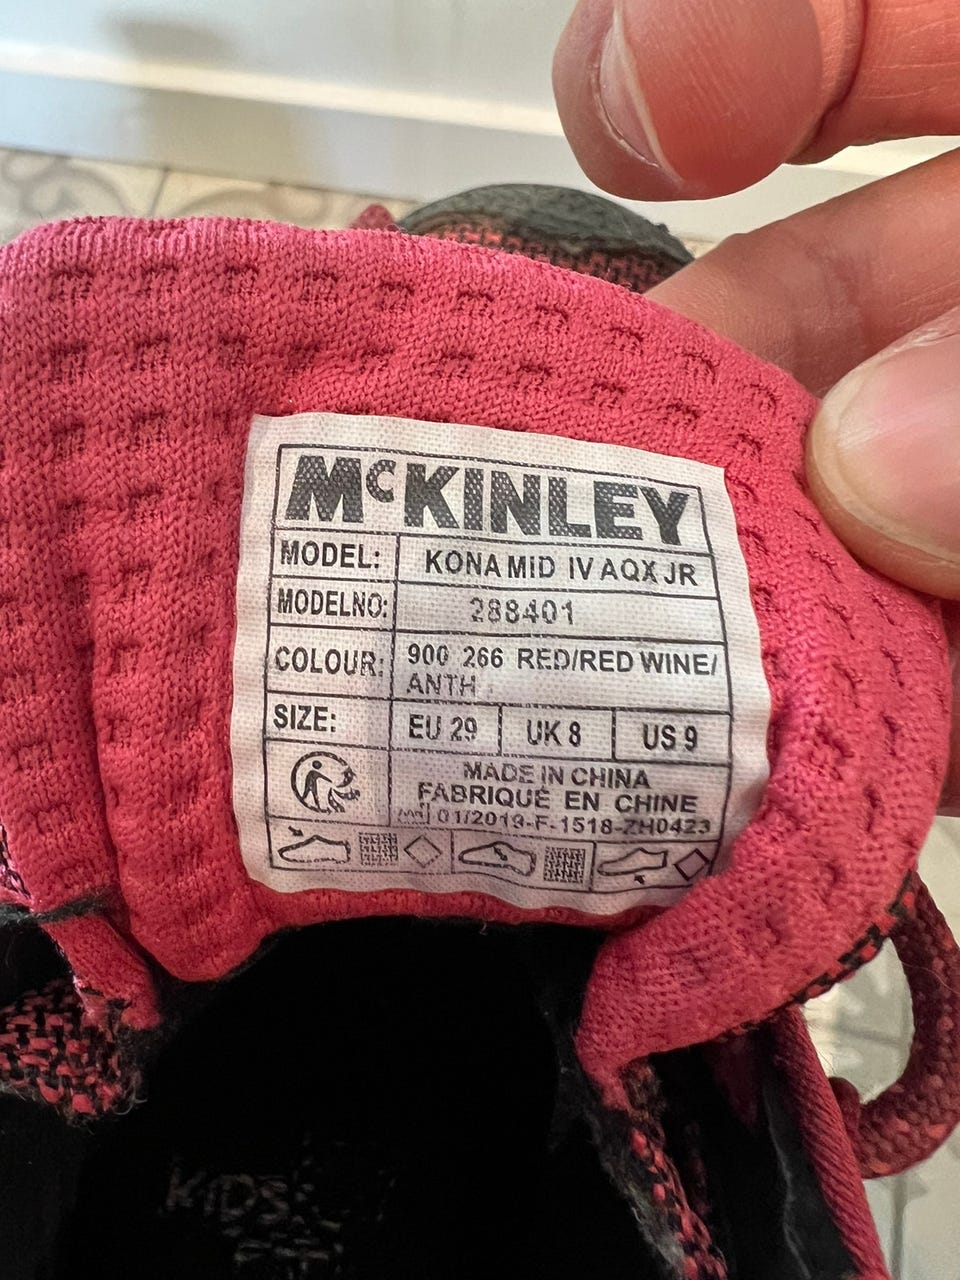 McKINLEY
MODEL: KONA MID IV AQX JR
MODELNO: 288401
COLOUR: 900 266 RED/RED WINE/
ANTH
SIZE: EU 29 UK 8 US 9
MADE IN CHINA
FABRIQUÉ EN CHINE
01/2019-F-1518-ZH0423
KIDS